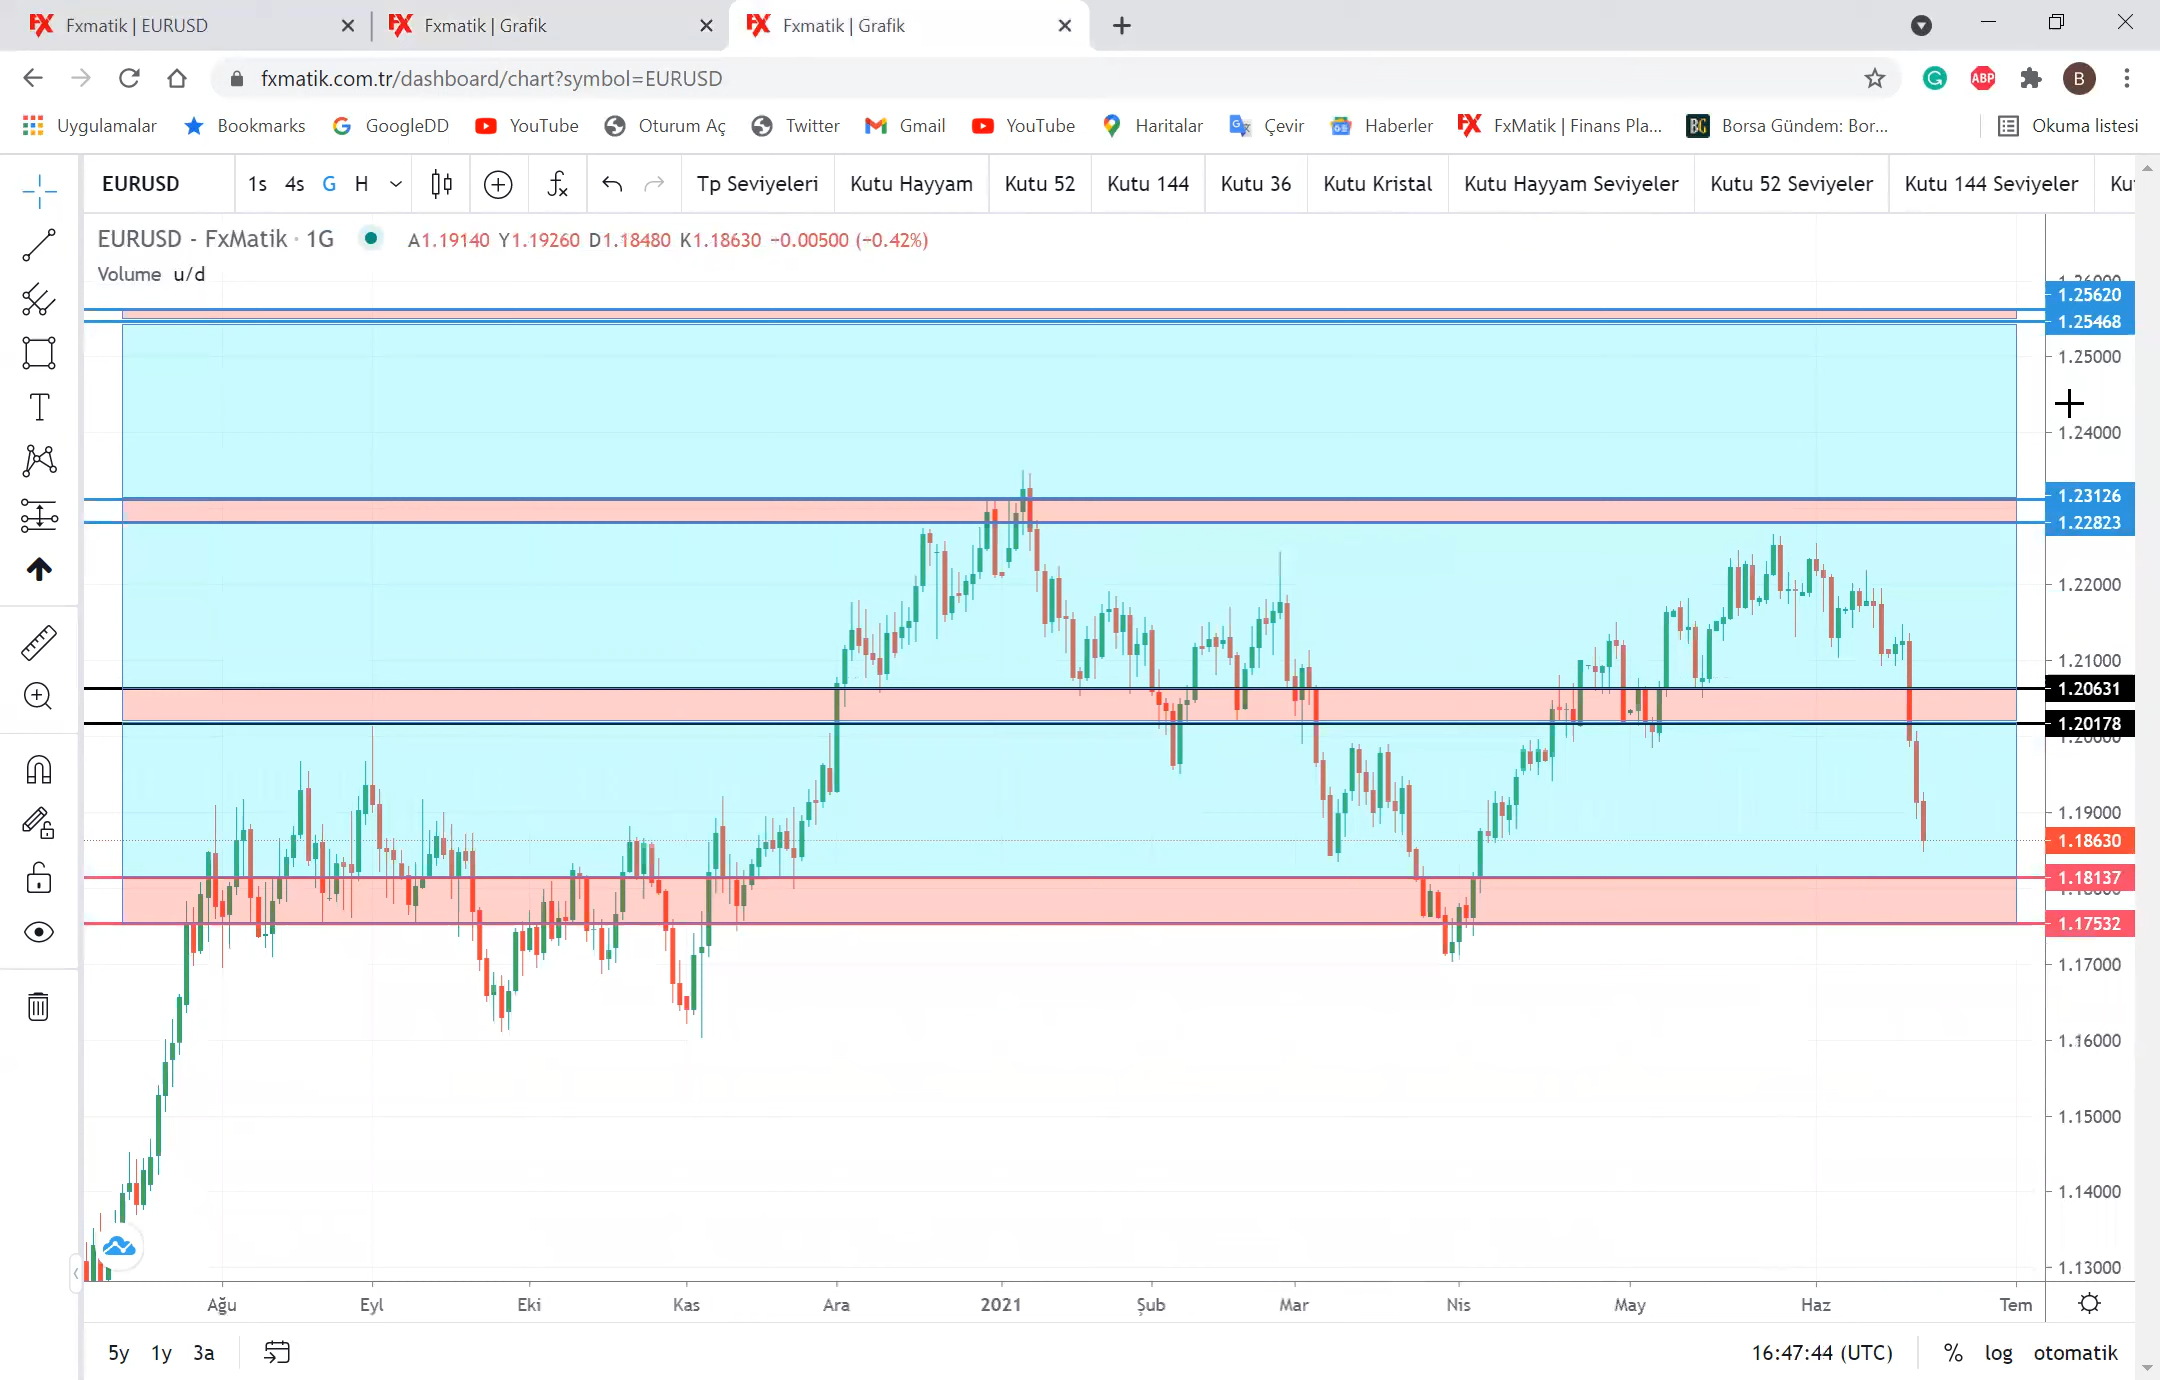 Fxmatik | EURUSD
Fxmatik | Grafik
Fxmatik | Grafik
fxmatik.com.tr/dashboard/chart?symbol=EURUSD
ABP
B
Uygulamalar
Bookmarks
GoogleDD
YouTube
Oturum Aç
Twitter
Gmail
YouTube
Haritalar
Çevir
Haberler
FxMatik | Finans Pla...
Borsa Gündem: Bor...
Okuma listesi
EURUSD
1s 4s G H
Tp Seviyeleri
Kutu Hayyam
Kutu 52
Kutu 144
Kutu 36
Kutu Kristal
Kutu Hayyam Seviyeler
Kutu 52 Seviyeler
Kutu 144 Seviyeler
EURUSD - FxMatik · 1G
A1.19140 Y1.19260 D1.18480 K1.18630 −0.00500 (−0.42%)
Volume u/d
1.26000
1.25620
1.25468
1.25000
1.24000
1.23126
1.22823
1.22000
1.21000
1.20631
1.20178
1.20000
1.19000
1.18630
1.18137
1.17532
1.17000
1.16000
1.15000
1.14000
1.13000
Ağu Eyl Eki Kas Ara 2021 Şub Mar Nis May Haz Tem
5y 1y 3a
16:47:44 (UTC)
% log otomatik